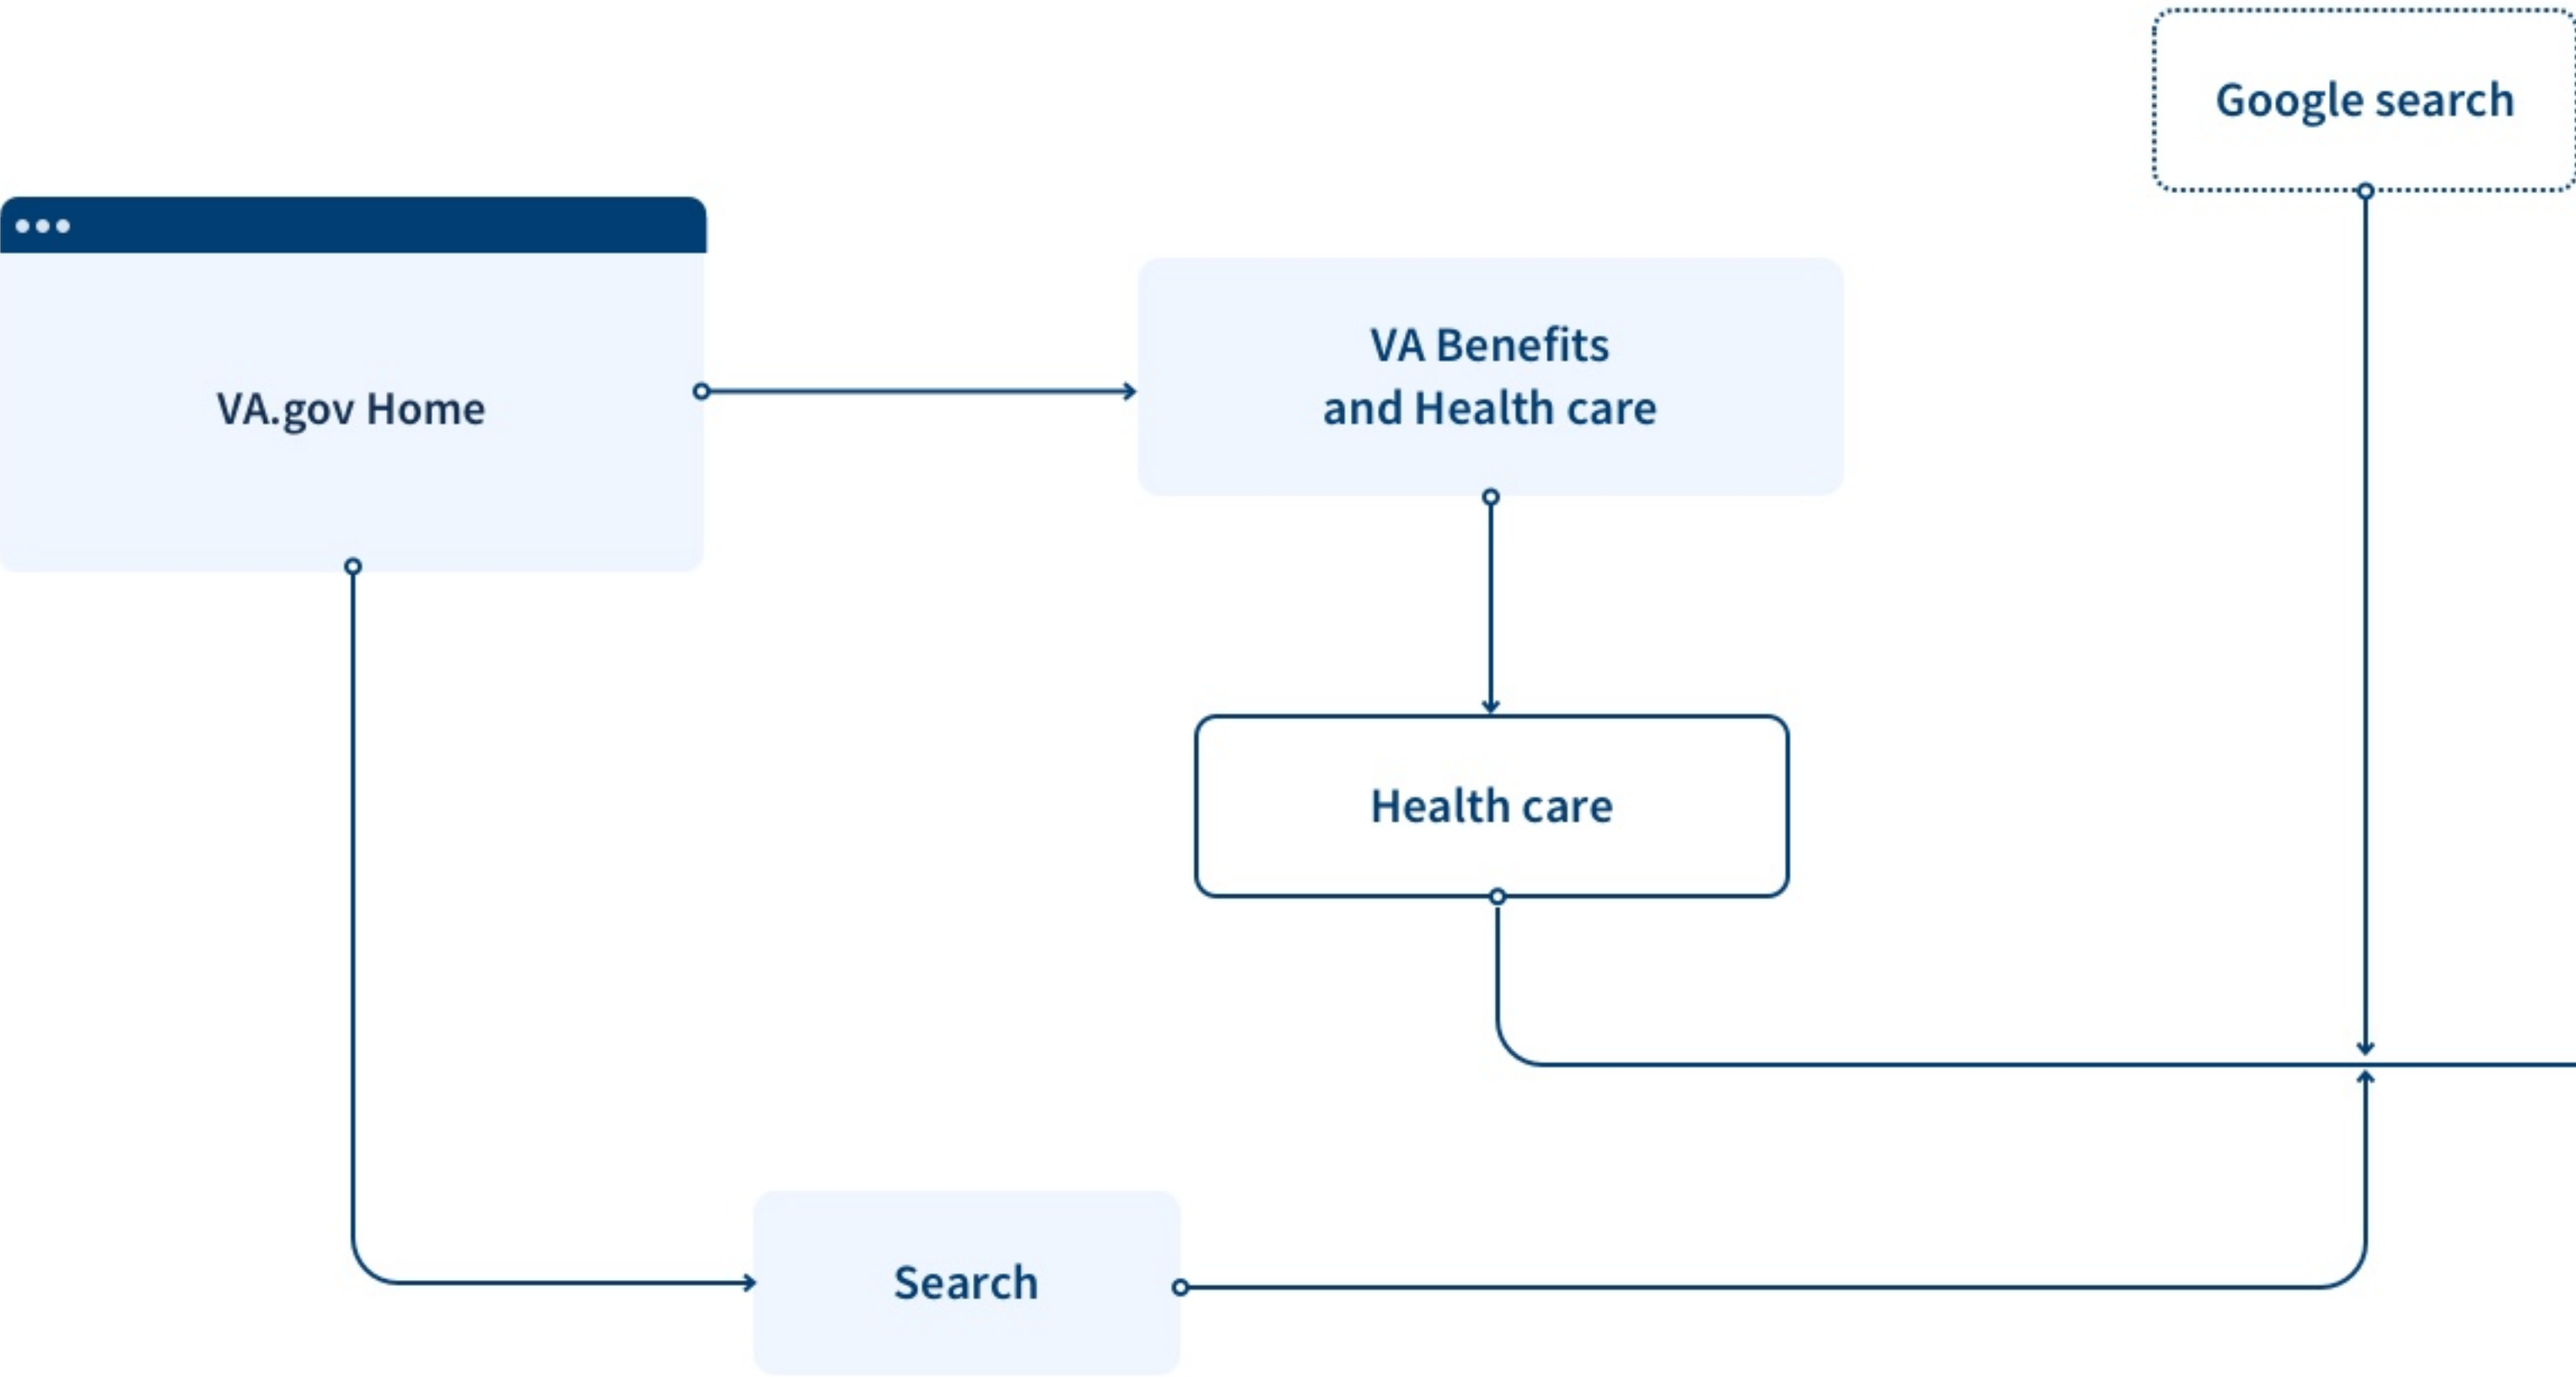 Google search
VA.gov Home
VA Benefits
and Health care
Health care
Search